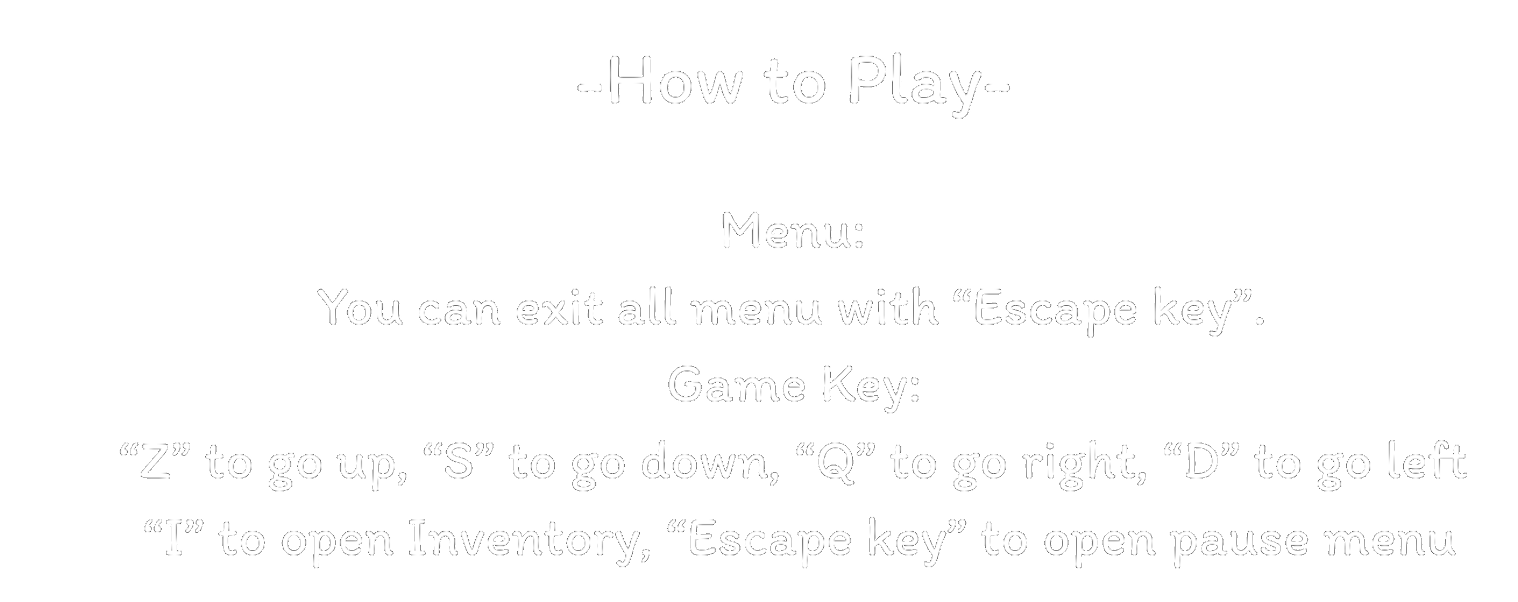 -How to Play-
Menu:
You can exit all menu with “Escape key”.
Game Key:
“Z” to go up, “S” to go down, “Q” to go right, “D” to go left
“I” to open Inventory, “Escape key” to open pause menu